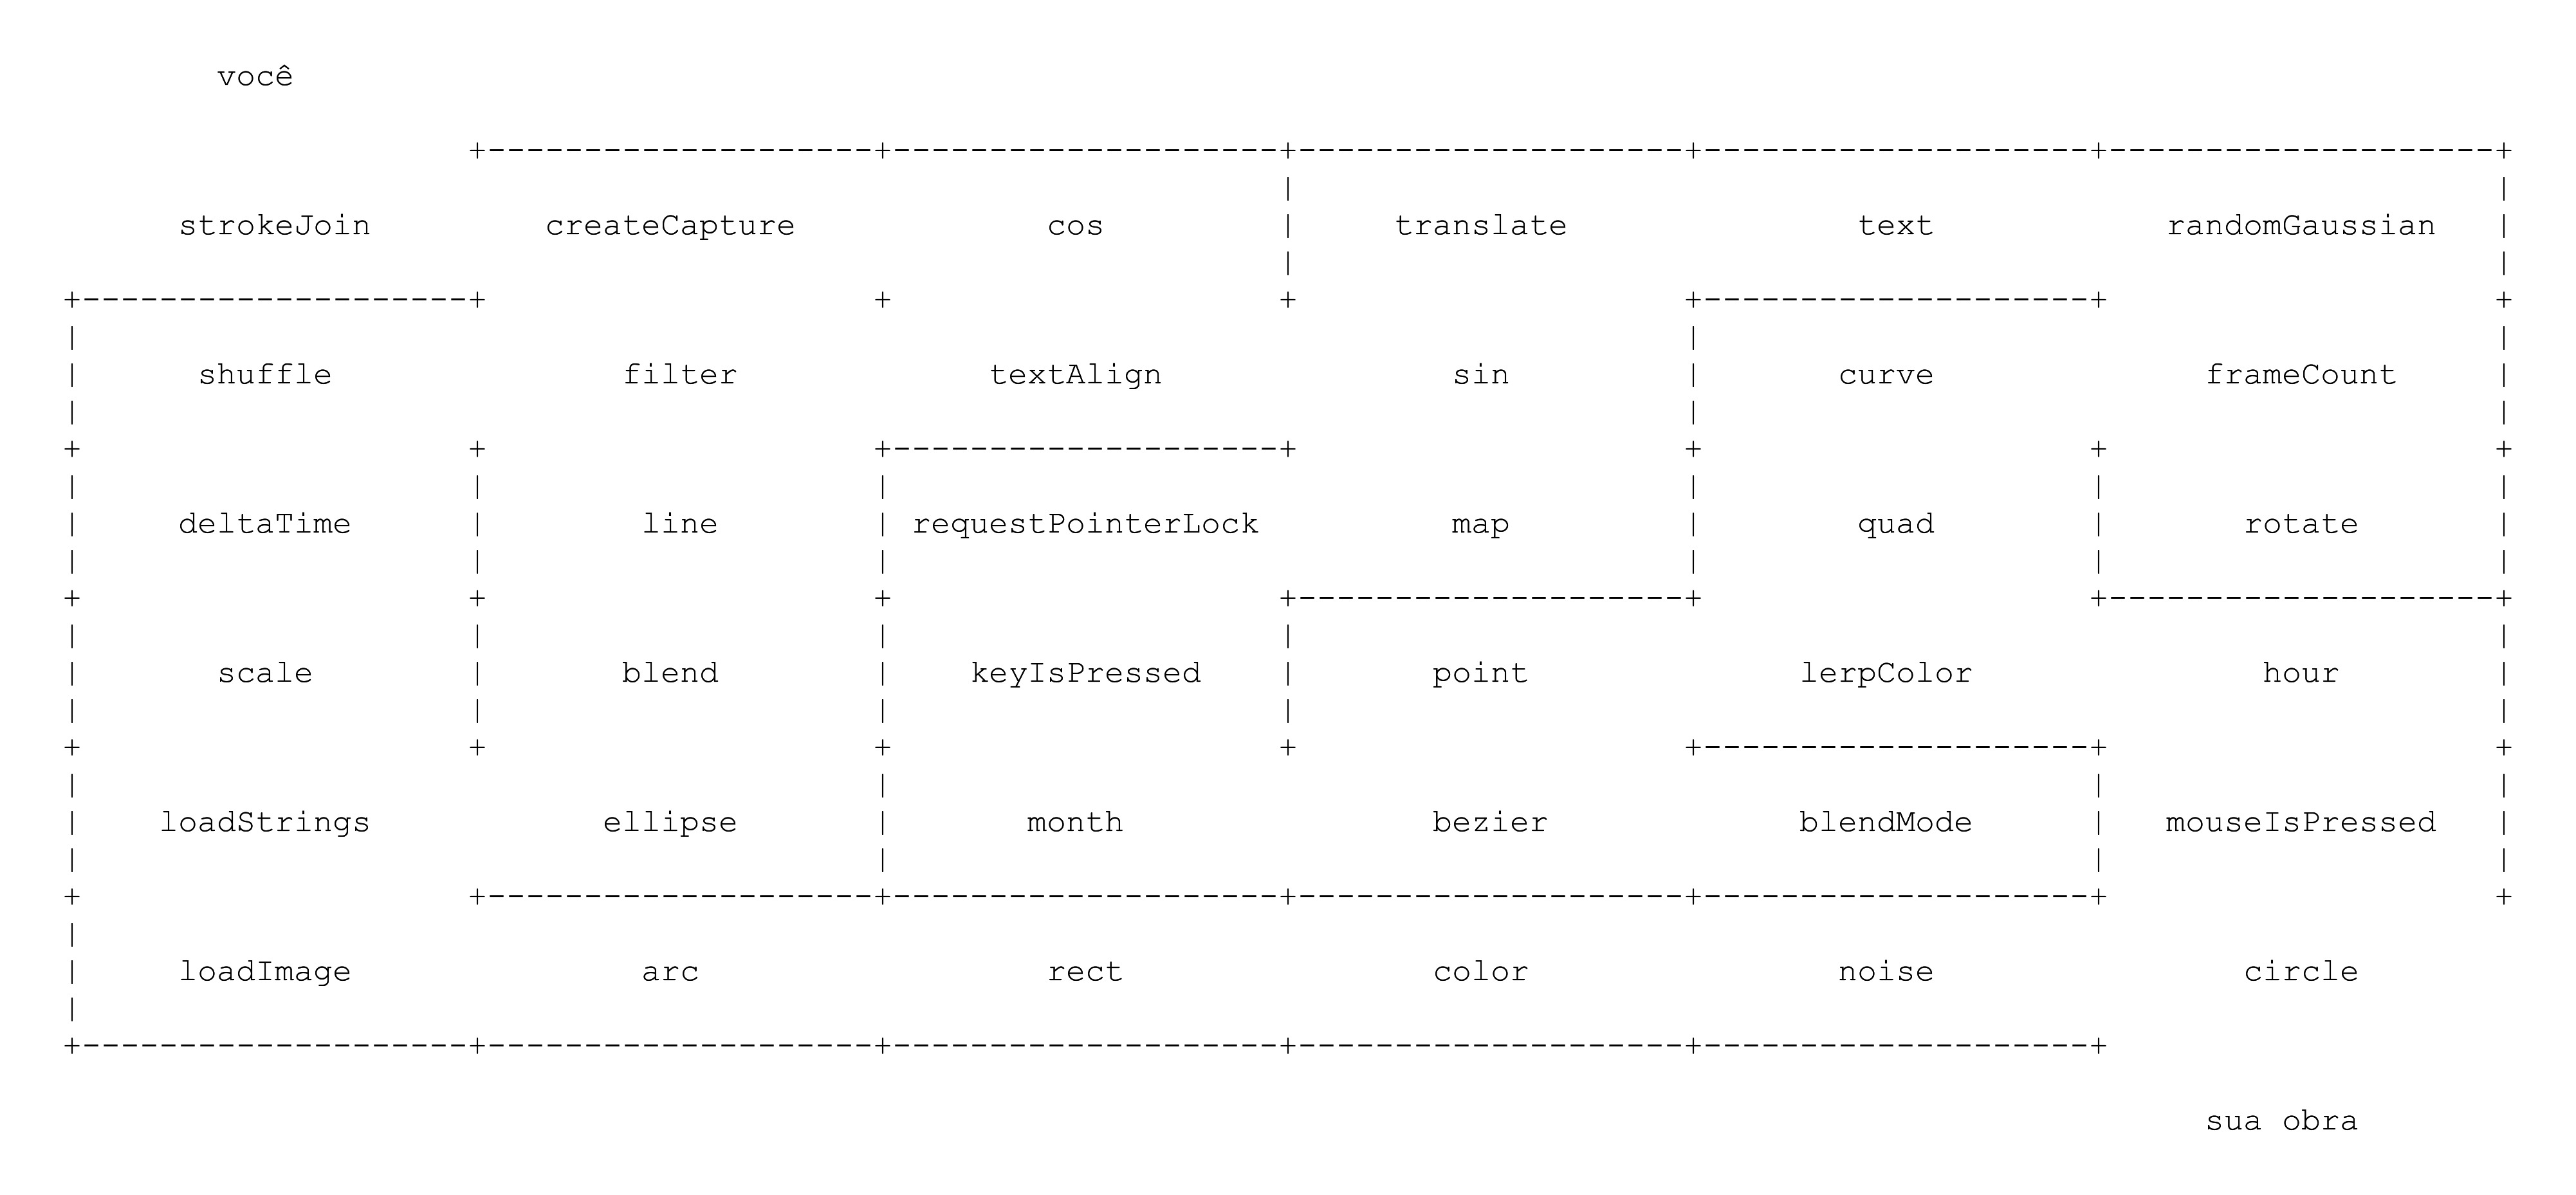 você
strokeJoin createCapture cos translate text randomGaussian
shuffle filter textAlign sin curve frameCount
deltaTime line requestPointerLock map quad rotate
scale blend keyIsPressed point lerpColor hour
loadStrings ellipse month bezier blendMode mouseIsPressed
loadImage arc rect color noise circle
sua obra